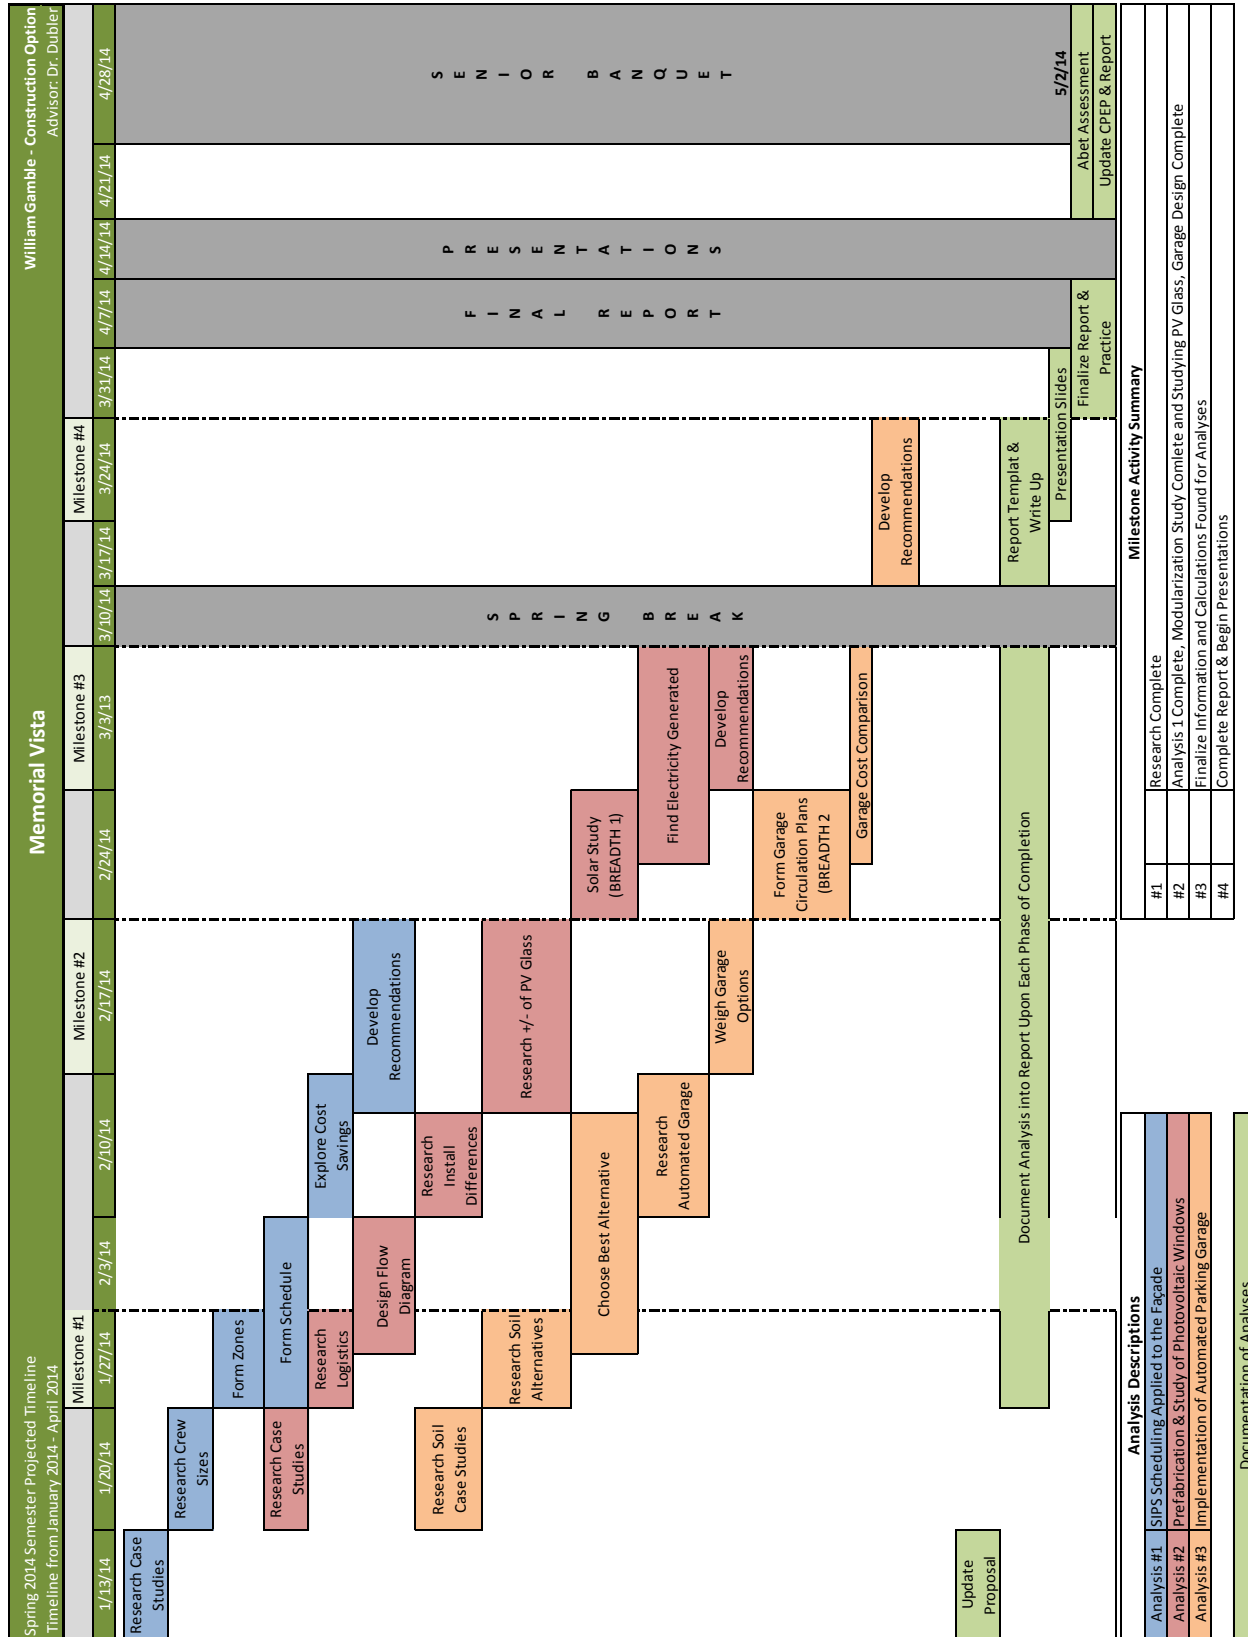 Spring 2014 Semester Projected Timeline
Timeline from January 2014 - April 2014
Memorial Vista
William Gamble - Construction Option
Advisor: Dr. Dubler
Milestone #1
Milestone #2
Milestone #3
Milestone #4
1/13/14
1/20/14
1/27/14
2/3/14
2/10/14
2/17/14
2/24/14
3/3/13
3/10/14
3/17/14
3/24/14
3/31/14
4/7/14
4/14/14
4/21/14
4/28/14
Research Case
Studies
Research Crew
Sizes
Form Zones
Research Case
Studies
Form Schedule
Research
Logistics
Explore Cost
Savings
Design Flow
Diagram
Develop
Recommendations
Research Soil
Case Studies
Research
Install
Differences
Research Soil
Alternatives
Research +/- of PV Glass
Choose Best Alternative
Solar Study
(BREADTH 1)
Research
Automated Garage
Find Electricity Generated
Weigh Garage
Options
Develop
Recommendations
Form Garage
Circulation Plans
(BREADTH 2
Garage Cost Comparison
Develop
Recommendations
SPRING BREAK
FINAL REPORT
PRESENTATIONS
SENIOR BANQUET
5/2/14
Update
Proposal
Document Analysis into Report Upon Each Phase of Completion
Report Templat &
Write Up
Presentation Slides
Finalize Report &
Practice
Abet Assessment
Update CPEP & Report
Analysis Descriptions
Analysis #1 SIPS Scheduling Applied to the Façade
Analysis #2 Prefabrication & Study of Photovoltaic Windows
Analysis #3 Implementation of Automated Parking Garage
Documentation of Analyses
Milestone Activity Summary
#1 Research Complete
#2 Analysis 1 Complete, Modularization Study Comlete and Studying PV Glass, Garage Design Complete
#3 Finalize Information and Calculations Found for Analyses
#4 Complete Report & Begin Presentations